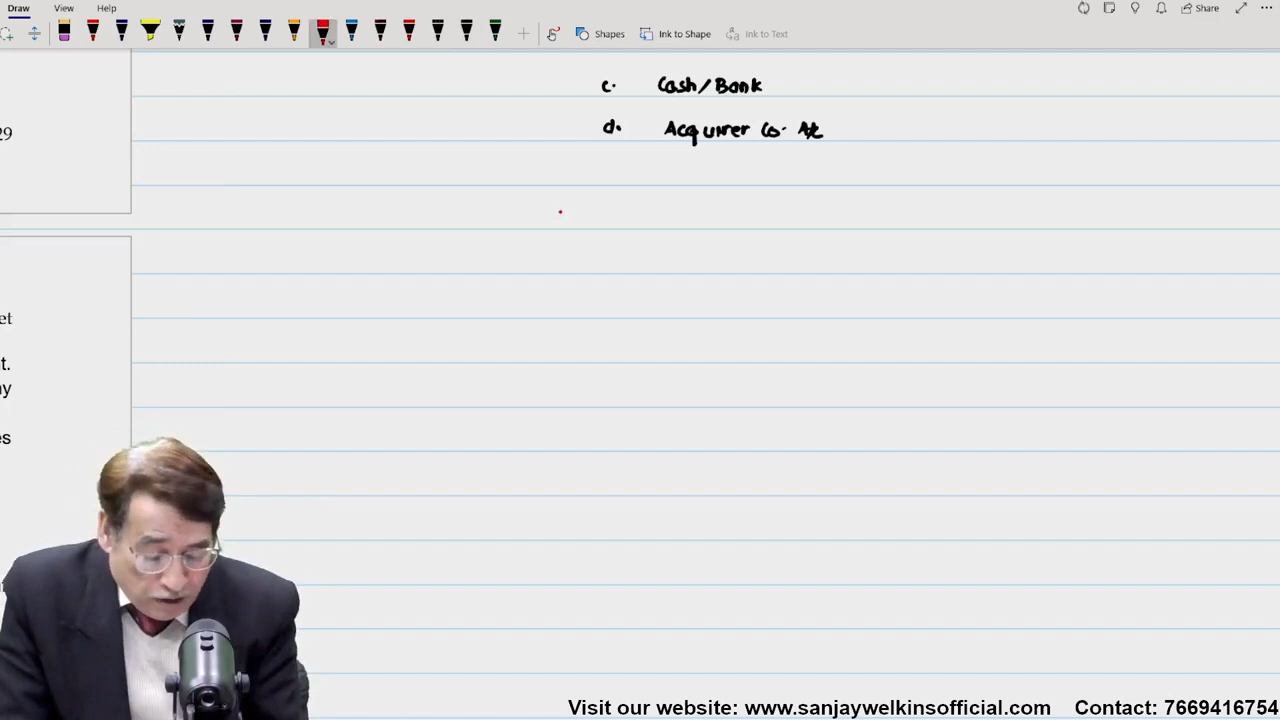 Draw View Help
Share
Shapes Ink to Shape Ink to Text
c. Cash/Bank
29
d. Acquirer Co. A/c
et
t.
ny
es
Visit our website: www.sanjaywelkinsofficial.com Contact: 7669416754